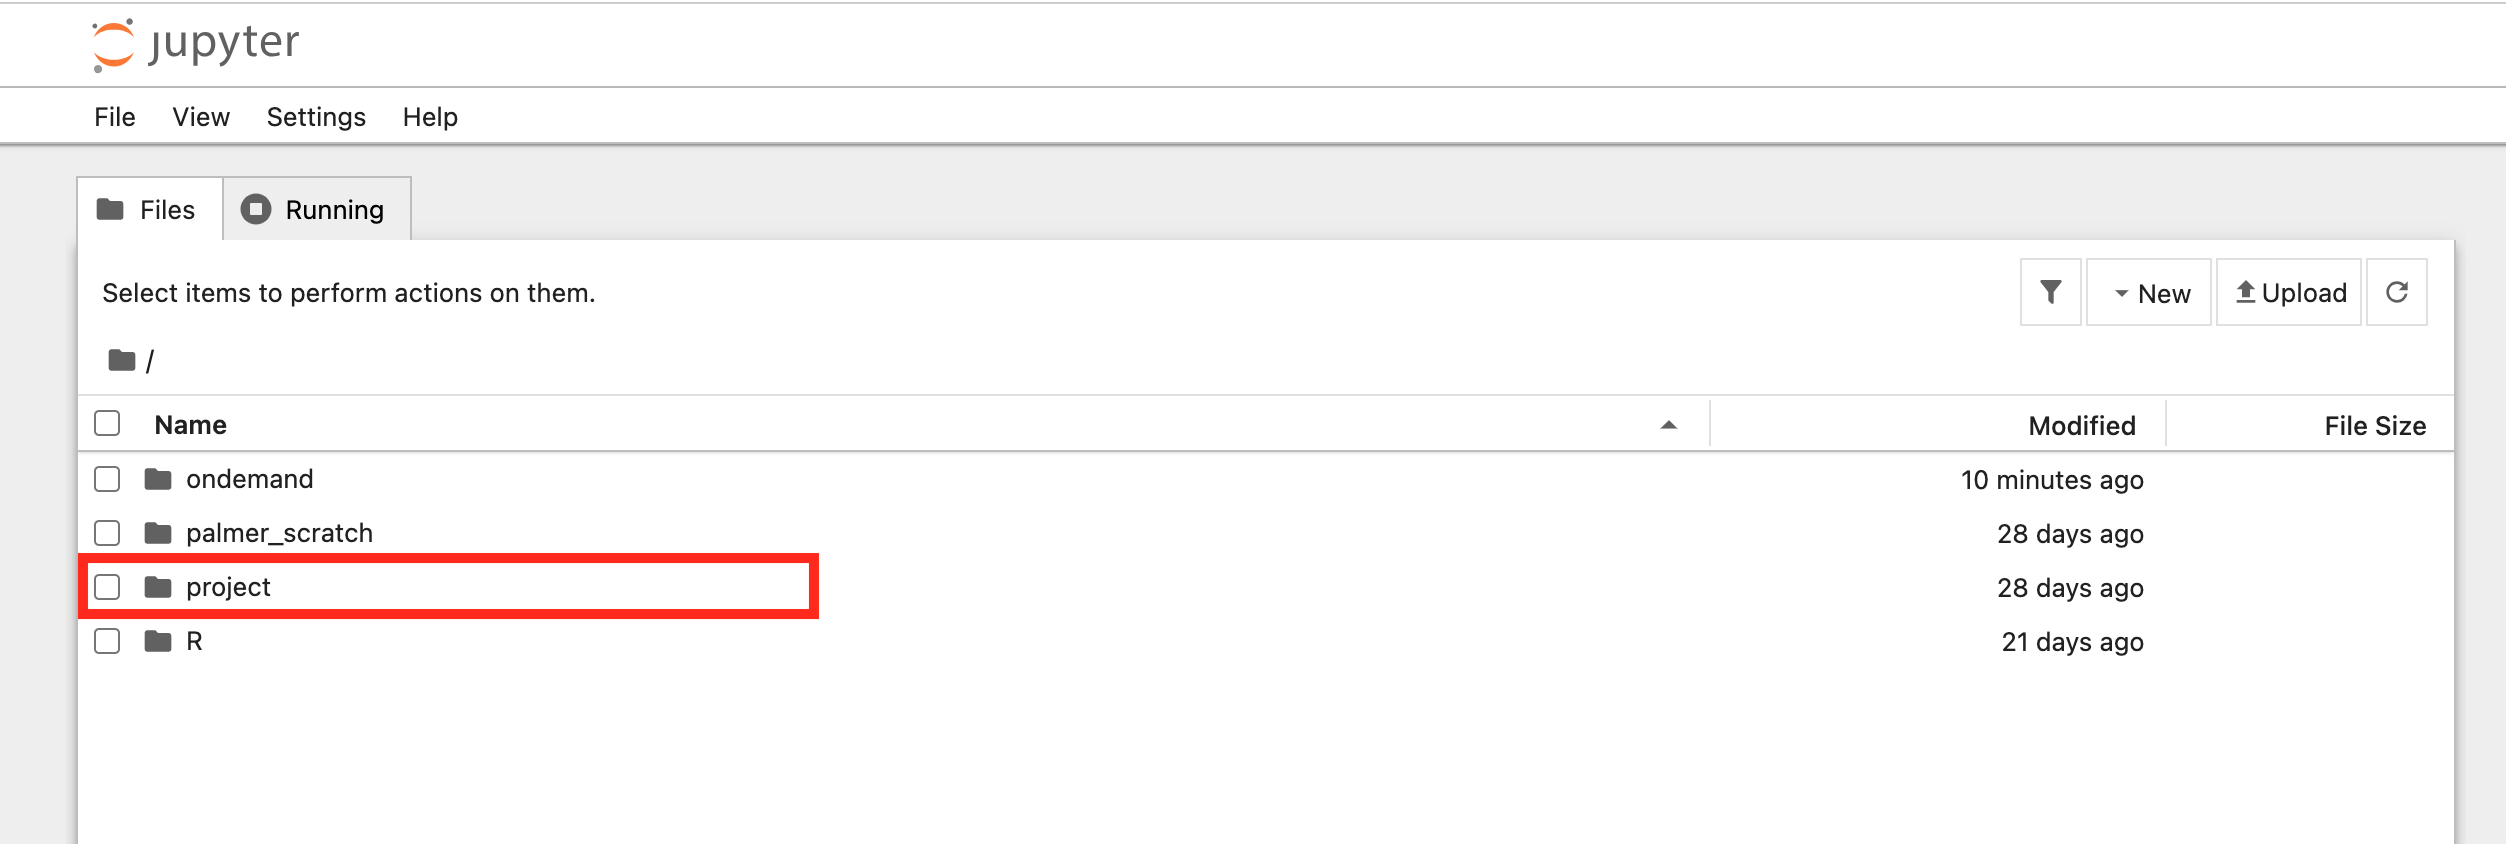 jupyter
File View Settings Help
Files Running
Select items to perform actions on them.
New Upload
/
Name Modified File Size
ondemand 10 minutes ago
palmer_scratch 28 days ago
project 28 days ago
R 21 days ago